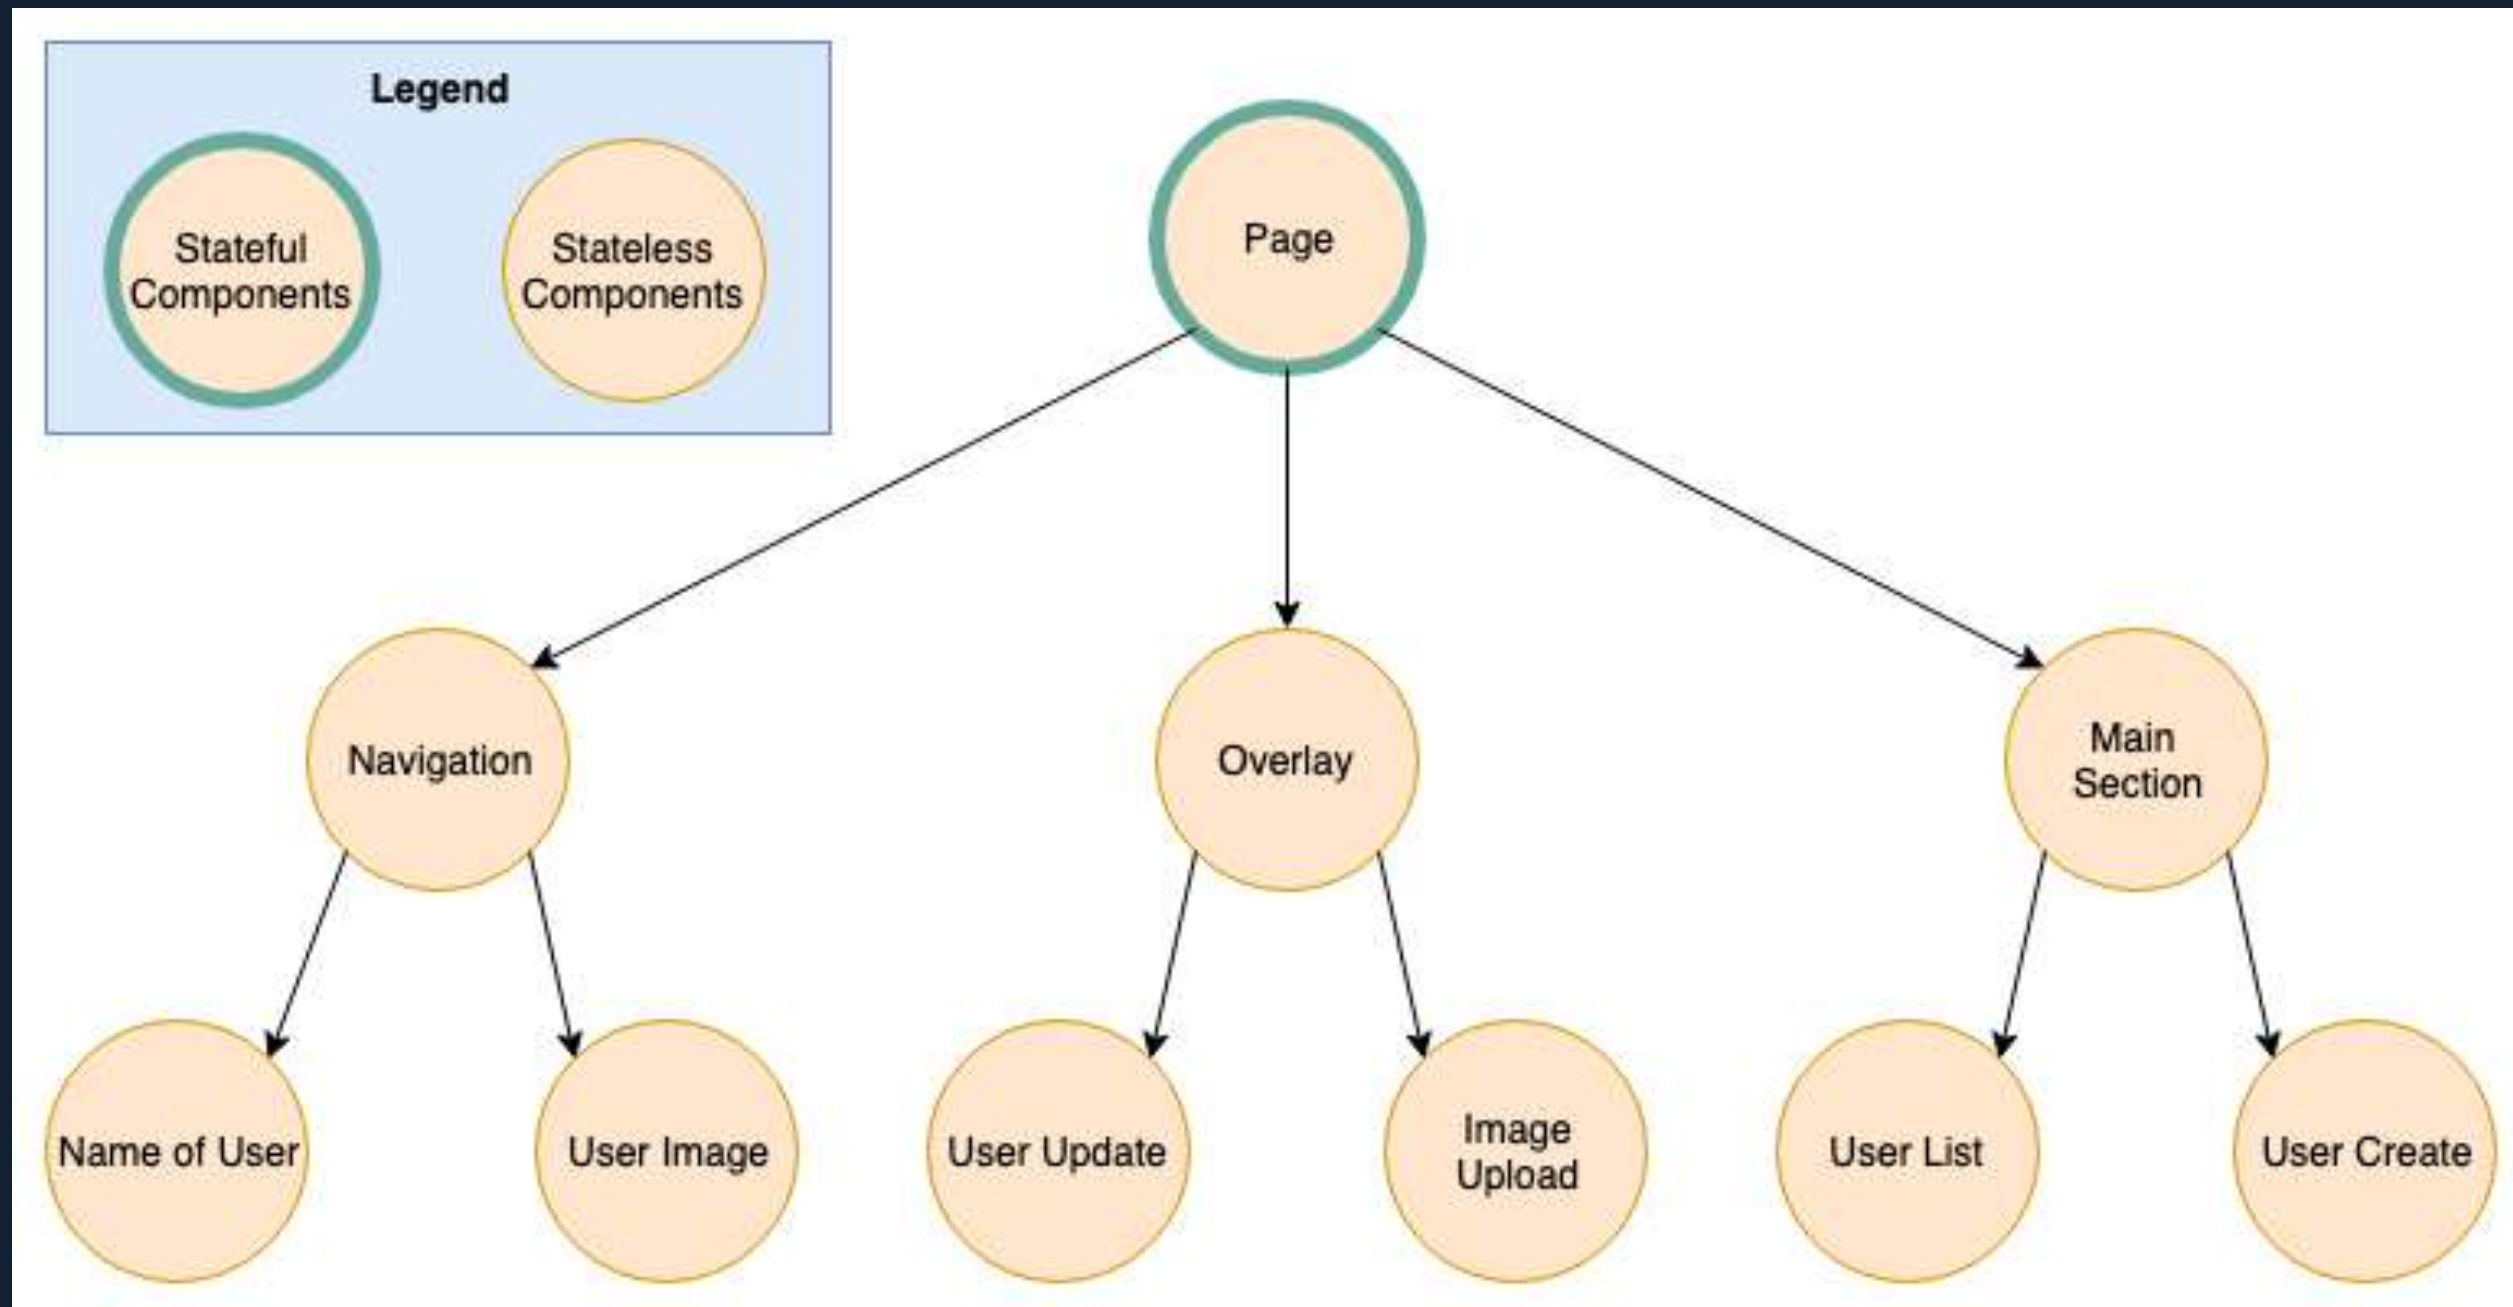 Legend
Stateful
Components
Stateless
Components
Page
Navigation
Overlay
Main
Section
Name of User
User Image
User Update
Image
Upload
User List
User Create